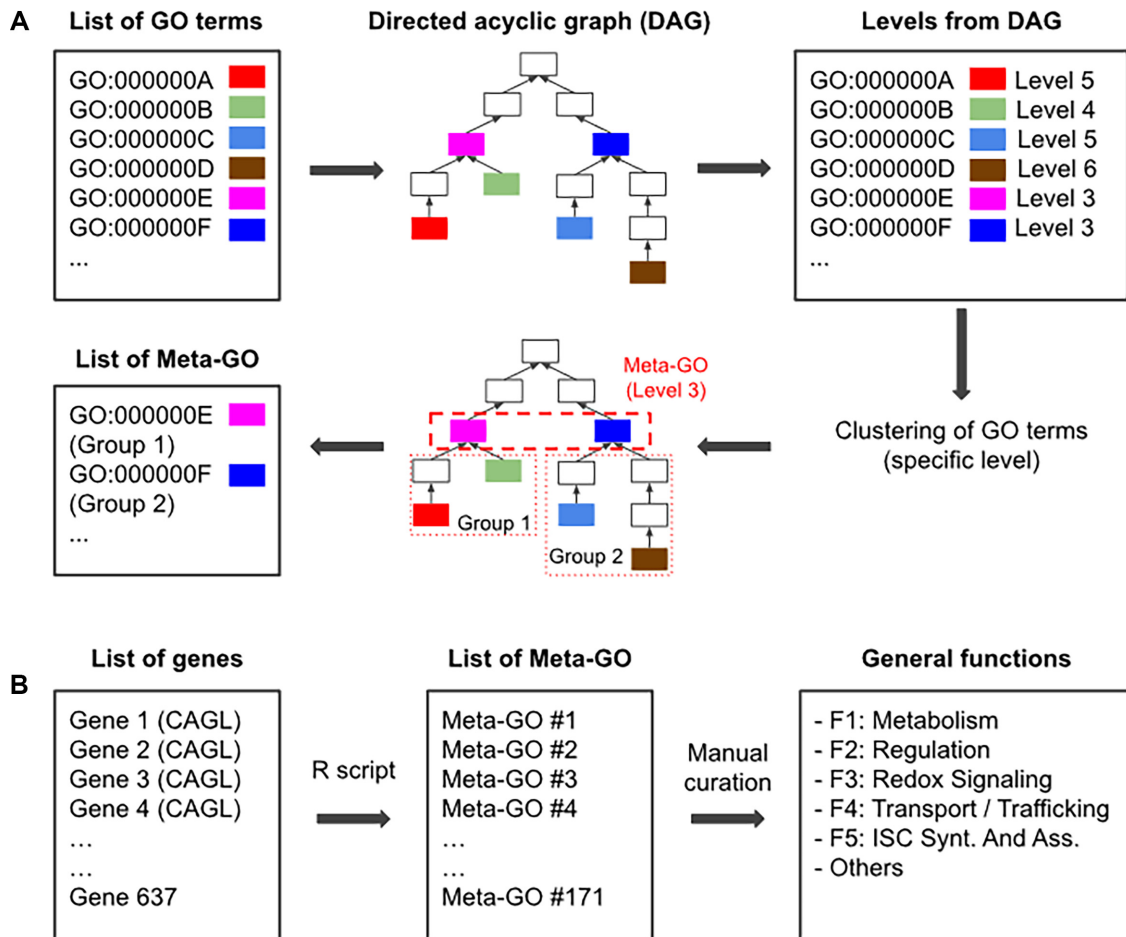 A
List of GO terms
Directed acyclic graph (DAG)
Levels from DAG
GO:000000A
GO:000000B
GO:000000C
GO:000000D
GO:000000E
GO:000000F
...
GO:000000A Level 5
GO:000000B Level 4
GO:000000C Level 5
GO:000000D Level 6
GO:000000E Level 3
GO:000000F Level 3
...
Clustering of GO terms
(specific level)
Meta-GO
(Level 3)
Group 1
Group 2
List of Meta-GO
GO:000000E
(Group 1)
GO:000000F
(Group 2)
...
B
List of genes
List of Meta-GO
General functions
Gene 1 (CAGL)
Gene 2 (CAGL)
Gene 3 (CAGL)
Gene 4 (CAGL)
...
...
Gene 637
R script
Meta-GO #1
Meta-GO #2
Meta-GO #3
Meta-GO #4
...
...
Meta-GO #171
Manual
curation
- F1: Metabolism
- F2: Regulation
- F3: Redox Signaling
- F4: Transport / Trafficking
- F5: ISC Synt. And Ass.
- Others